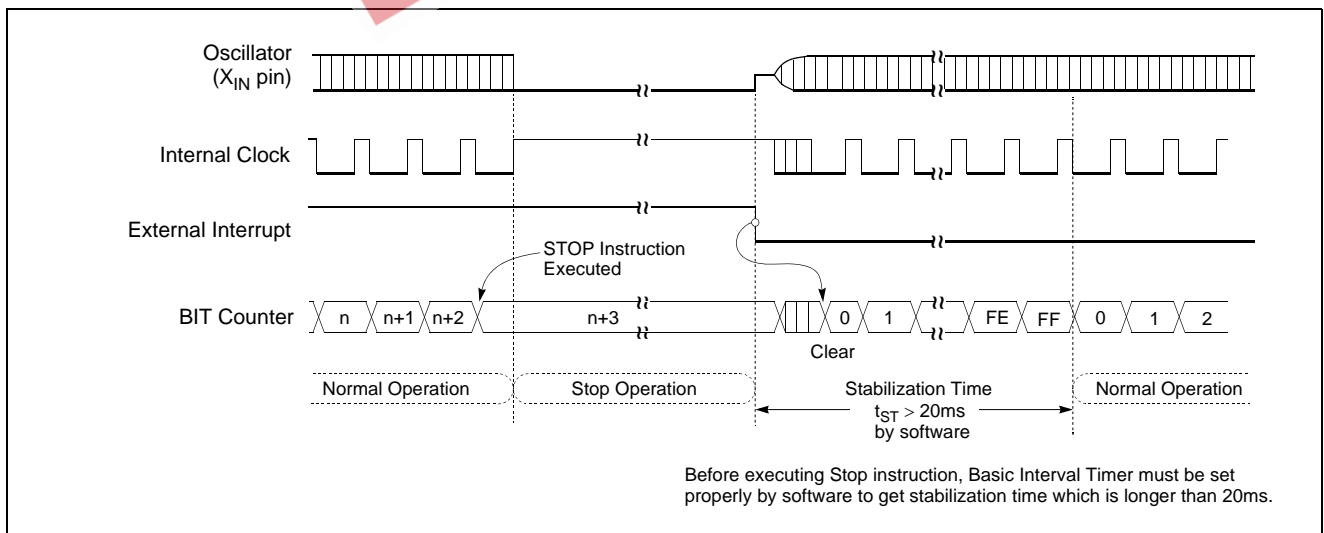 Oscillator
(XIN pin)
Internal Clock
External Interrupt
STOP Instruction
Executed
BIT Counter
n n+1 n+2 n+3 0 1 FE FF 0 1 2
Clear
Normal Operation Stop Operation Stabilization Time Normal Operation
tST > 20ms
by software
Before executing Stop instruction, Basic Interval Timer must be set
properly by software to get stabilization time which is longer than 20ms.